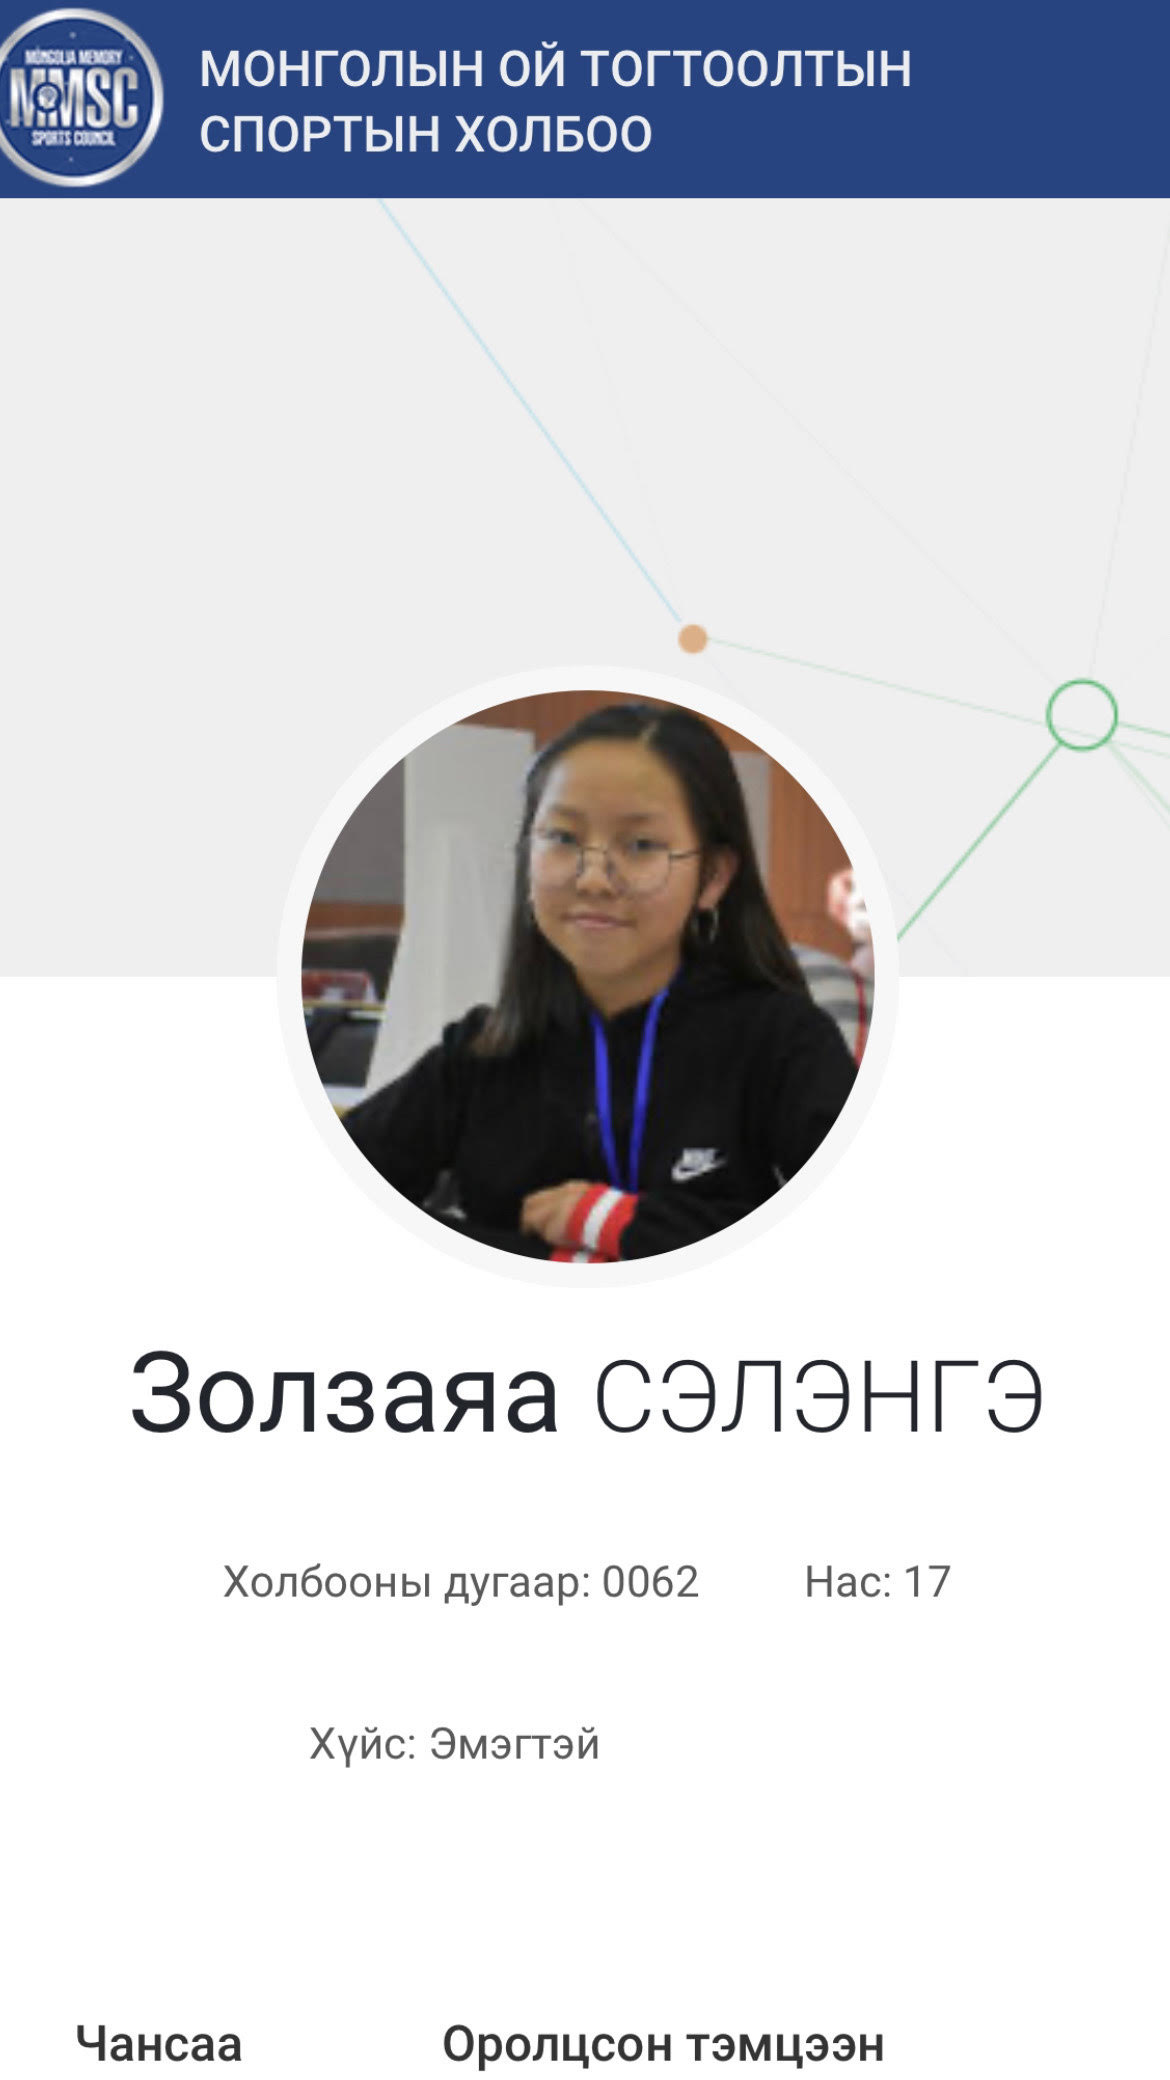 MONGOLIA MEMORY
MMSC
SPORTS COUNCIL
МОНГОЛЫН ОЙ ТОГТООЛТЫН
СПОРТЫН ХОЛБОО
Золзаяа СЭЛЭНГЭ
Холбооны дугаар: 0062 Нас: 17
Хүйс: Эмэгтэй
Чансаа Оролцсон тэмцээн